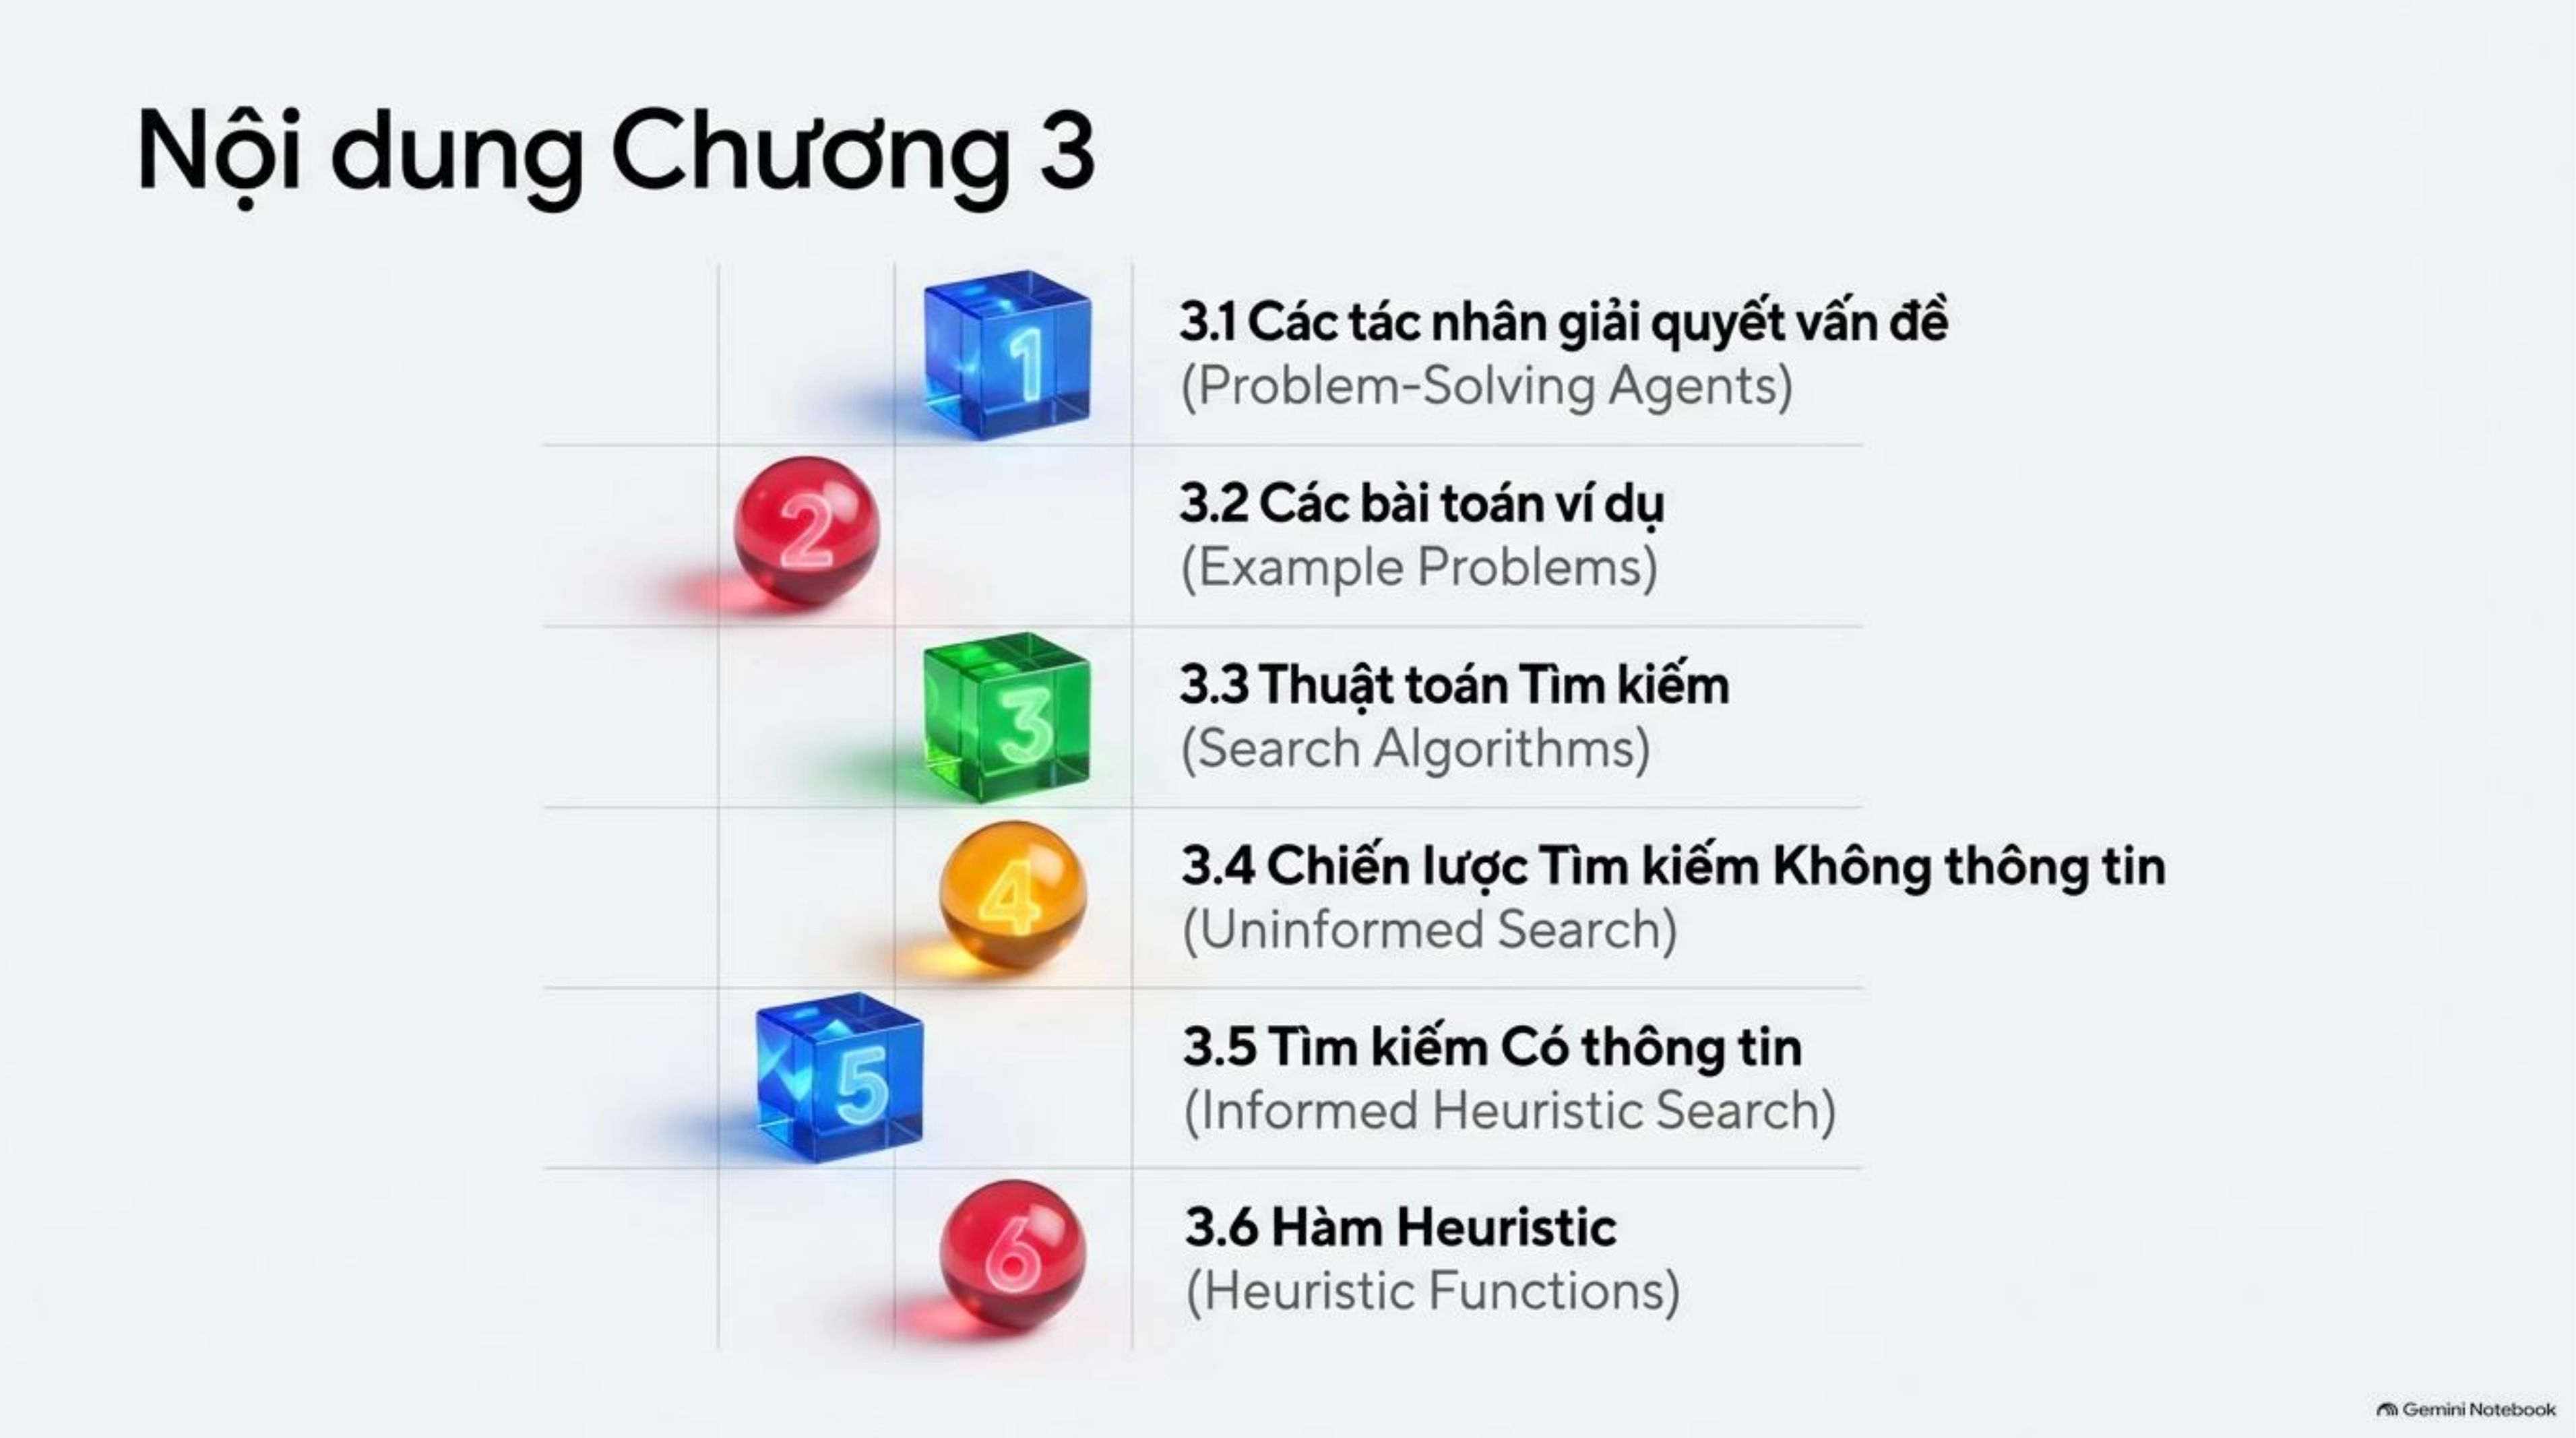 Nội dung Chương 3
1
3.1 Các tác nhân giải quyết vấn đề
(Problem-Solving Agents)
2
3.2 Các bài toán ví dụ
(Example Problems)
3
3.3 Thuật toán Tìm kiếm
(Search Algorithms)
4
3.4 Chiến lược Tìm kiếm Không thông tin
(Uninformed Search)
5
3.5 Tìm kiếm Có thông tin
(Informed Heuristic Search)
6
3.6 Hàm Heuristic
(Heuristic Functions)
Gemini Notebook